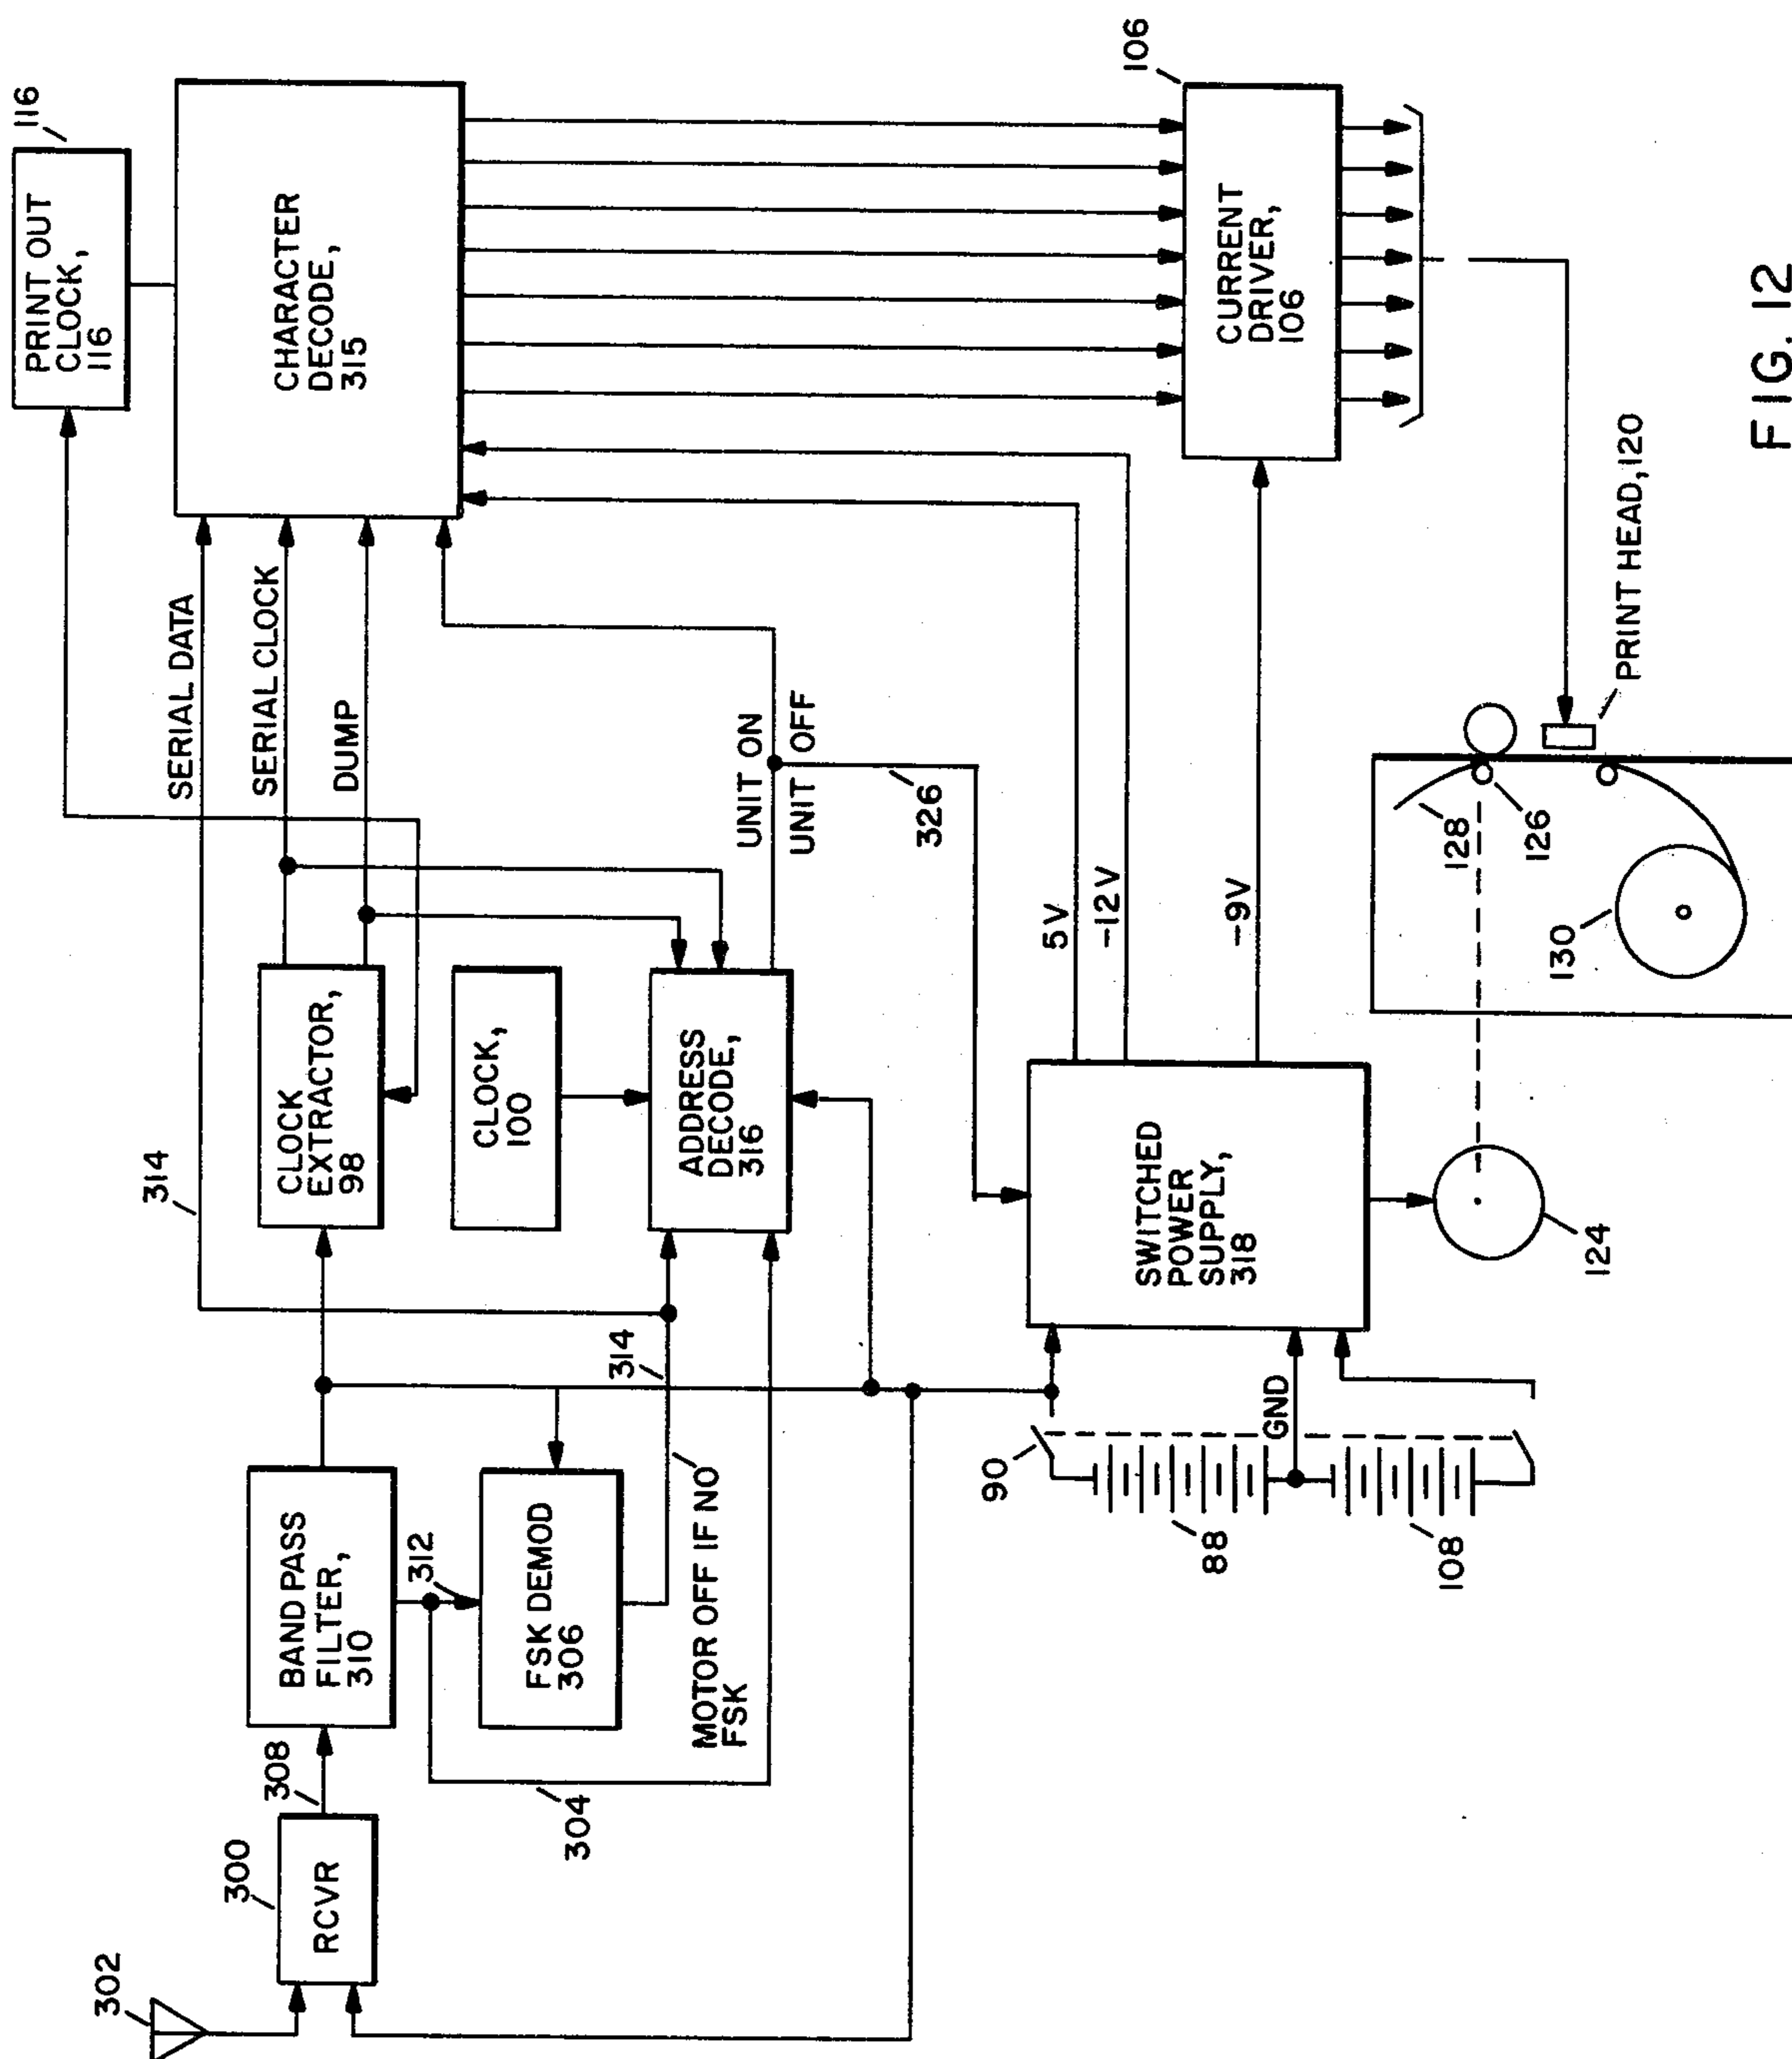 302
300
RCVR
308
BAND PASS
FILTER,
310
312
FSK DEMOD
306
304
MOTOR OFF IF NO
FSK
314
314
CLOCK
EXTRACTOR,
98
CLOCK,
100
ADDRESS
DECODE,
316
SERIAL DATA
SERIAL CLOCK
DUMP
UNIT ON
UNIT OFF
326
PRINT OUT
CLOCK,
116
116
CHARACTER
DECODE,
315
90
88
GND
108
SWITCHED
POWER
SUPPLY,
318
5V
-12V
-9V
CURRENT
DRIVER,
106
106
124
130
128
126
PRINT HEAD, 120
FIG. 12